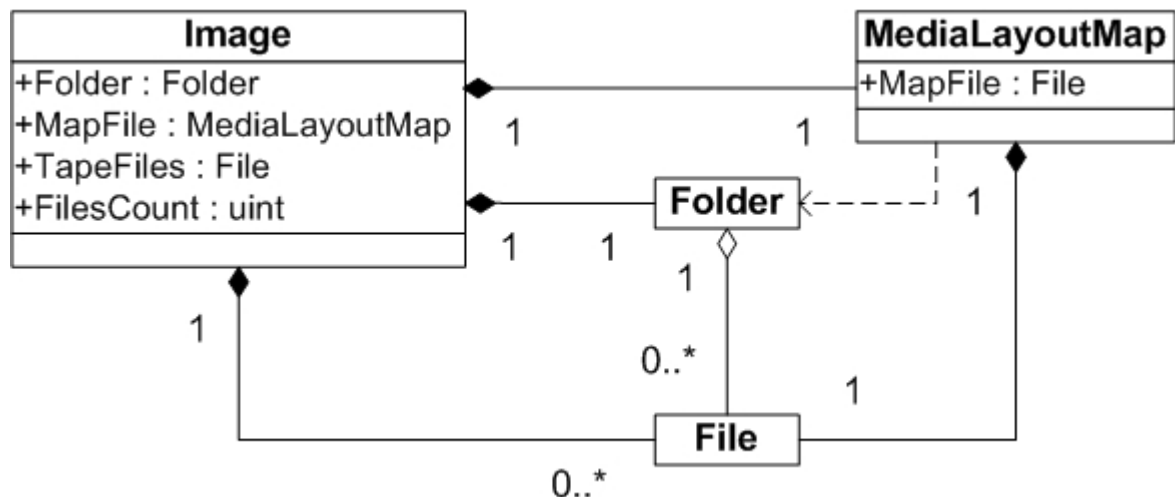 Image
+Folder : Folder
+MapFile : MediaLayoutMap
+TapeFiles : File
+FilesCount : uint
MediaLayoutMap
+MapFile : File
1
1
Folder
1
1
1
1
1
0..*
1
File
0..*